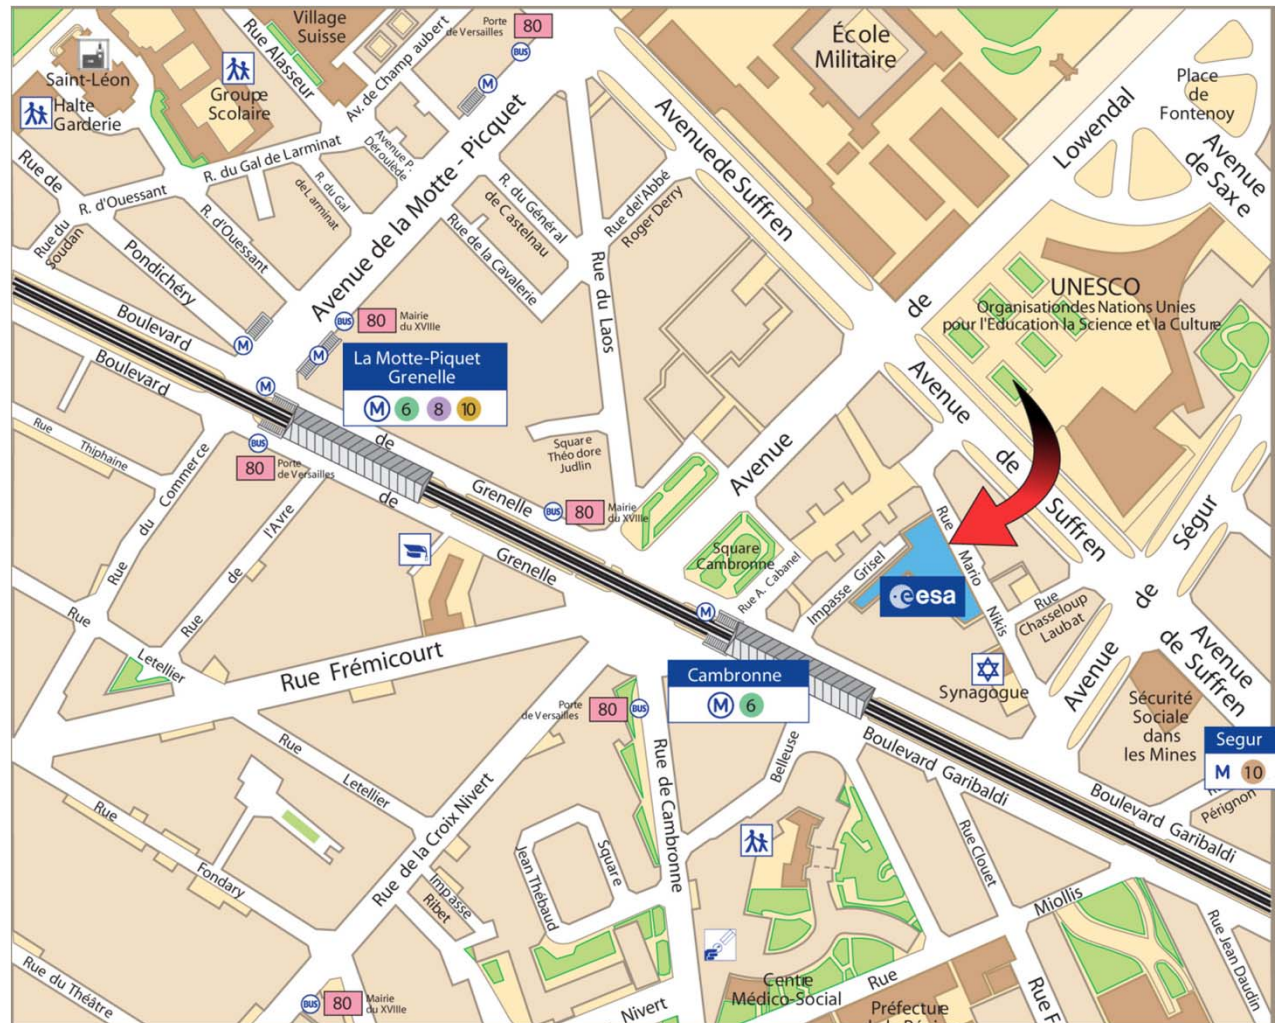 Village
Suisse
Porte
de Versailles
80
BUS
École
Militaire
Saint-Léon
Rue Alasseur
Groupe
Scolaire
Halte
Garderie
Av. de Champ aubert
M
Avenue P.
Déroulède
Place
de
Fontenoy
Lowendal
Avenue
de Saxe
Avenue de Suffren
Rue de
Pondichéry
R. d'Ouessant
R. du Gal de Larminat
R. du Gal
de Larminat
R. d'Ouessant
Rue du
Soudan
Avenue de la Motte - Picquet
R. du Général
de Castelnau
Rue de la Cavalerie
Rue del'Abbé
Roger Derry
Rue du Laos
UNESCO
Organisationdes Nations Unies
pour l'Éducation la Science et la Culture
de
Boulevard
Boulevard
M
BUS
80
Mairie
du XVIIIe
M
La Motte-Piquet
Grenelle
M 6 8 10
M
BUS
80
Porte
de Versailles
Rue
Thiphaine
Rue du Commerce
Rue de l'Avre
de
Grenelle
de
Grenelle
BUS
80
Mairie
du XVIIIe
Square
Théo dore
Judlin
Avenue
Avenue
de
Suffren
Square
Cambronne
Rue A. Cabanel
Impasse Grisel
esa
Rue
Mario
Nikis
Rue
Chasseloup
Laubat
Ségur
de
Avenue
Avenue
de Suffren
Synagogue
Sécurité
Sociale
dans
les Mines
Segur
M 10
Pérignon
M
Cambronne
M 6
Rue
Letellier
Rue Frémicourt
Porte
de Versailles
80
BUS
Rue
Letellier
Rue de la Croix Nivert
Rue de Cambronne
Belleuse
Boulevard Garibaldi
Boulevard Garibaldi
Rue
Fondary
Jean Thébaud
Square
Impasse
Ribet
Rue Clouet
Miollis
Rue
Rue Jean Daudin
Rue du Théâtre
BUS
80
Mairie
du XVIIIe
Nivert
Centre
Médico-Social
Préfecture
Rue F